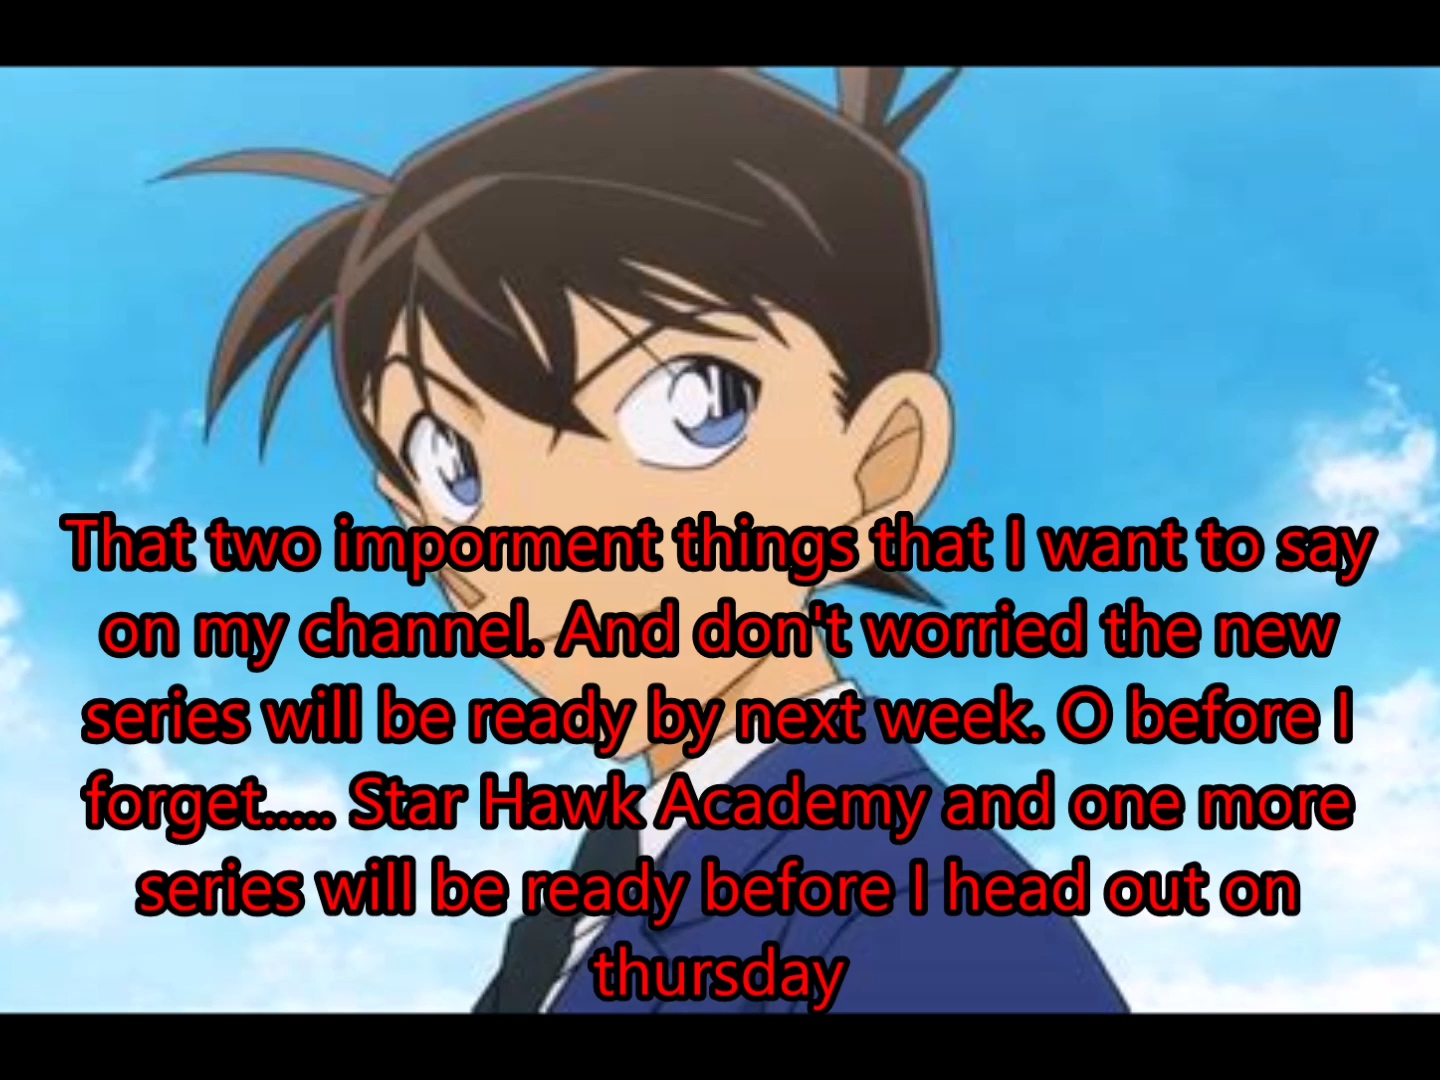 That two imporment things that I want to say
on my channel. And don't worried the new
series will be ready by next week. O before I
forget..... Star Hawk Academy and one more
series will be ready before I head out on
thursday